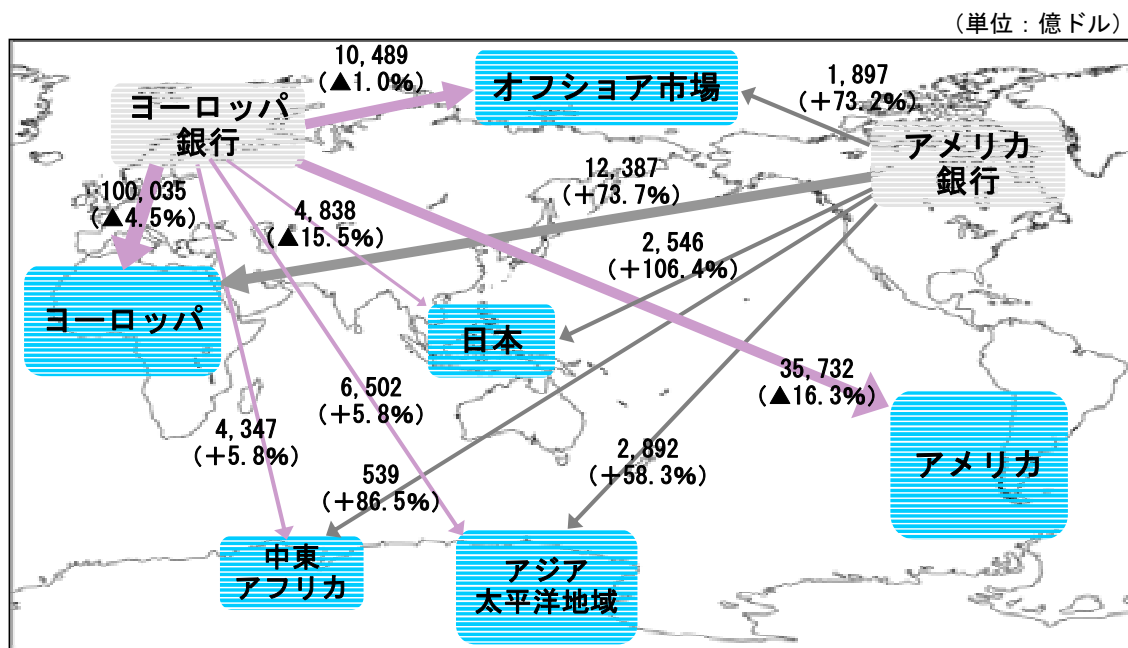 (単位:億ドル)
10,489
(▲1.0%)
オフショア市場
1,897
(+73.2%)
ヨーロッパ
銀行
アメリカ
銀行
12,387
(+73.7%)
100,035
(▲4.5%)
4,838
(▲15.5%)
2,546
(+106.4%)
ヨーロッパ
日本
35,732
(▲16.3%)
6,502
(+5.8%)
4,347
(+5.8%)
2,892
(+58.3%)
アメリカ
539
(+86.5%)
中東
アフリカ
アジア
太平洋地域